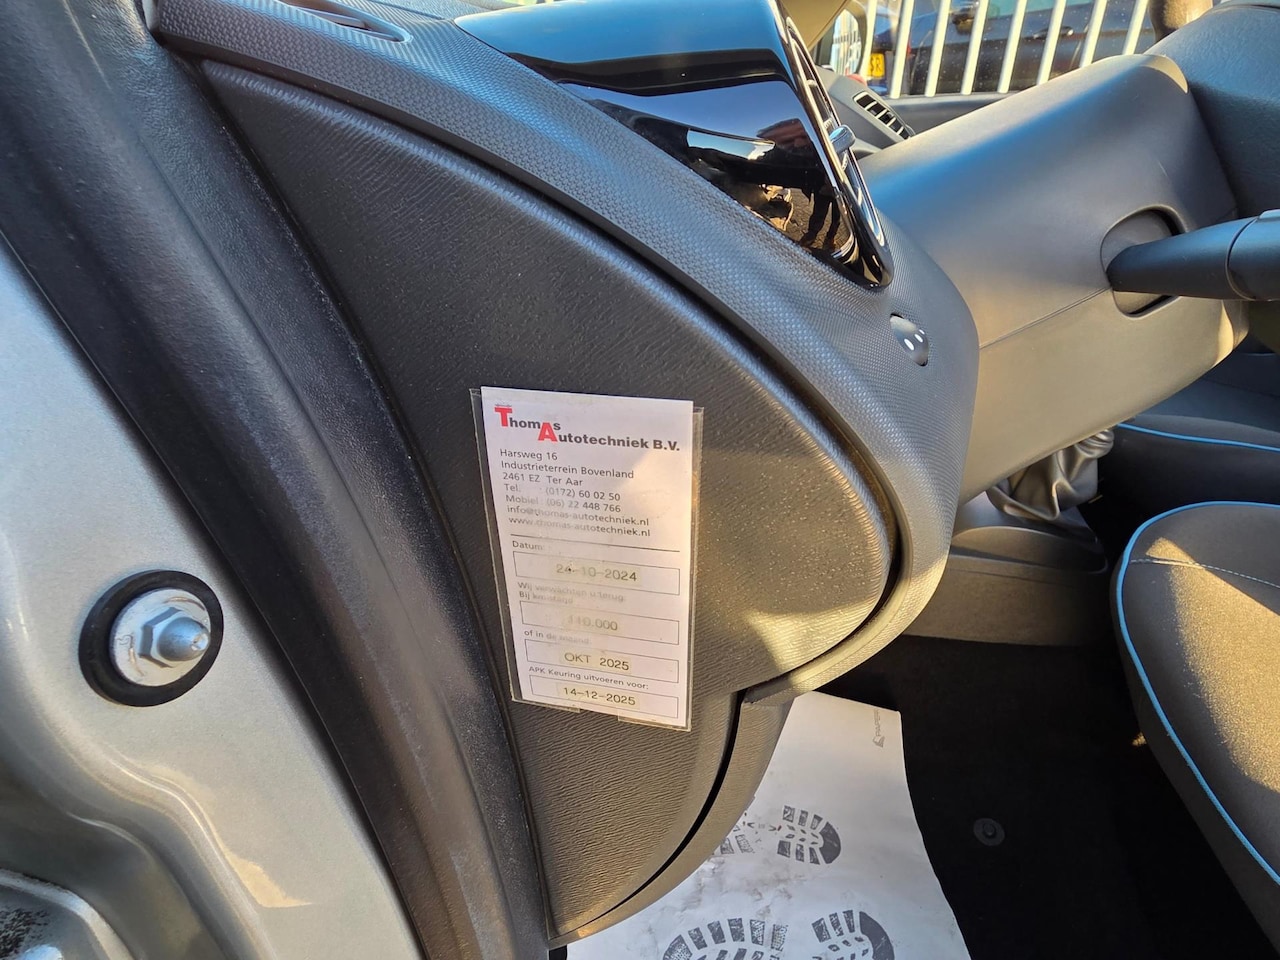 Thomas
Autotechniek B.V.
Harsweg 16
Industrieterrein Bovenland
2461 EZ Ter Aar
Tel. : (0172) 60 02 50
Mobiel : (06) 22 448 766
info@thomas-autotechniek.nl
www.thomas-autotechniek.nl
Datum:
24-10-2024
Wij verwachten u terug:
Bij kmstand
110.000
of in de maand
OKT 2025
APK Keuring uitvoeren voor:
14-12-2025